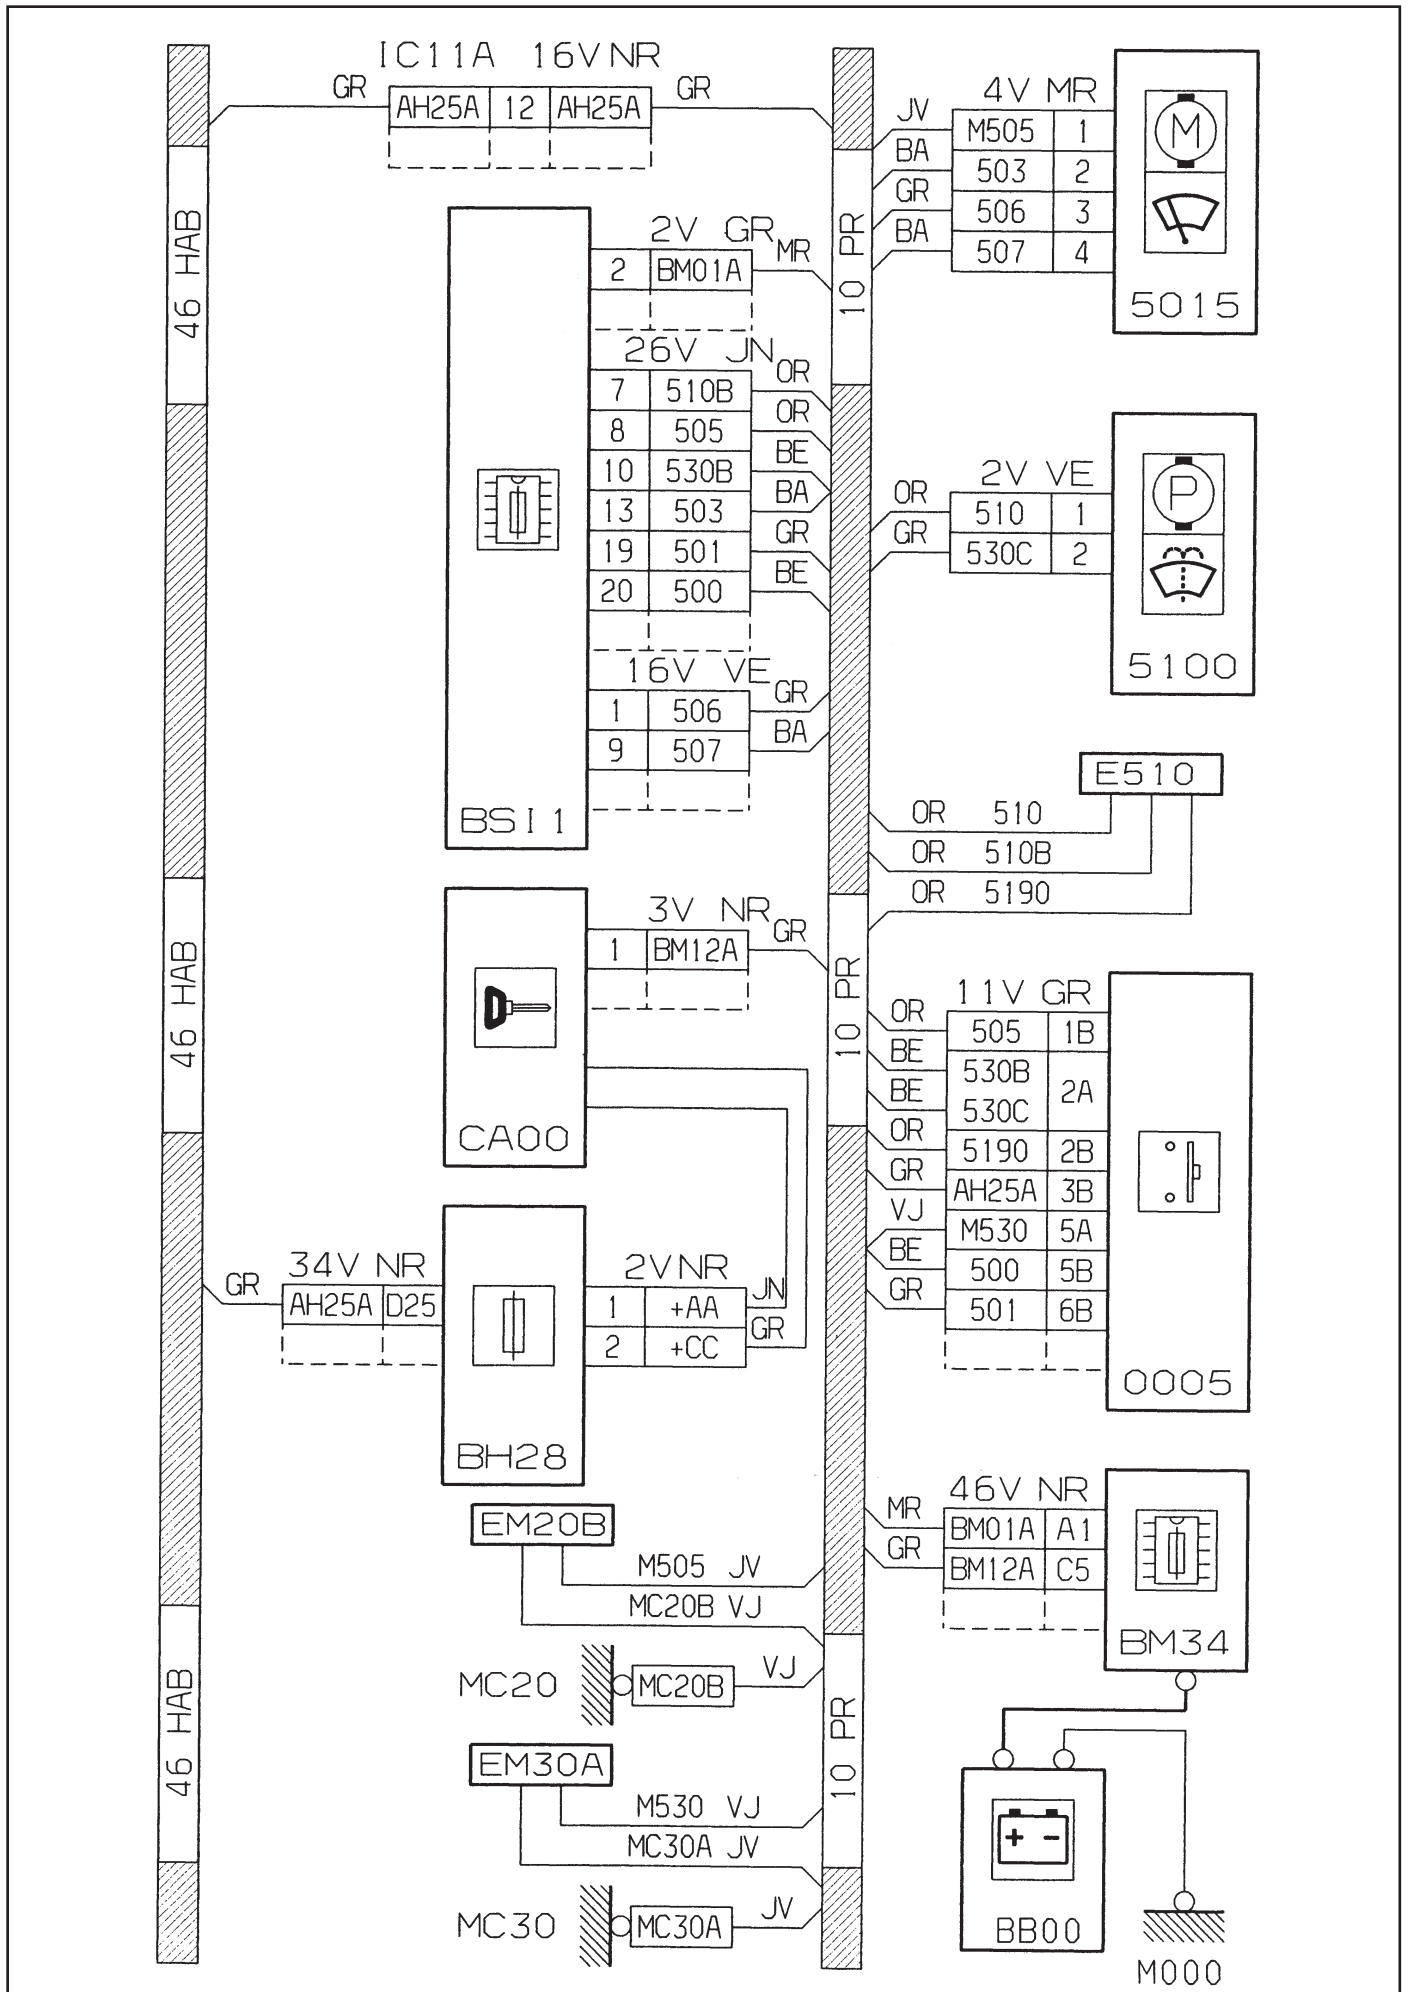 IC11A 16V NR
GR AH25A 12 AH25A GR
46 HAB
10 PR
4V MR
JV M505 1
BA 503 2
GR 506 3
BA 507 4
M
5015
2V GR
2 BM01A MR
26V JN
7 510B OR
8 505 OR
10 530B BE
13 503 BA
19 501 GR
20 500 BE
16V VE
1 506 GR
9 507 BA
BSI1
2V VE
OR 510 1
GR 530C 2
P
5100
E510
OR 510
OR 510B
OR 5190
46 HAB
10 PR
3V NR
1 BM12A GR
CA00
11V GR
OR 505 1B
BE 530B 2A
BE 530C
OR 5190 2B
GR AH25A 3B
VJ M530 5A
BE 500 5B
GR 501 6B
0005
34V NR
GR AH25A D25
2V NR
1 +AA JN
2 +CC GR
BH28
46V NR
MR BM01A A1
GR BM12A C5
BM34
EM20B
M505 JV
MC20B VJ
MC20 MC20B VJ
46 HAB
10 PR
EM30A
M530 VJ
MC30A JV
MC30 MC30A JV
+ -
BB00
M000